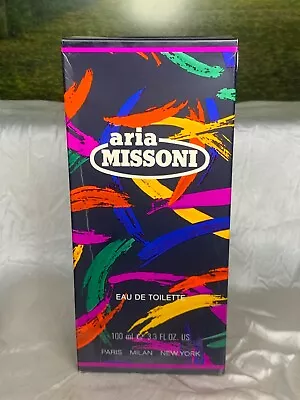 aria
MISSONI
EAU DE TOILETTE
100 ml e 3.3 FL.OZ. US
PARIS MILAN NEW YORK